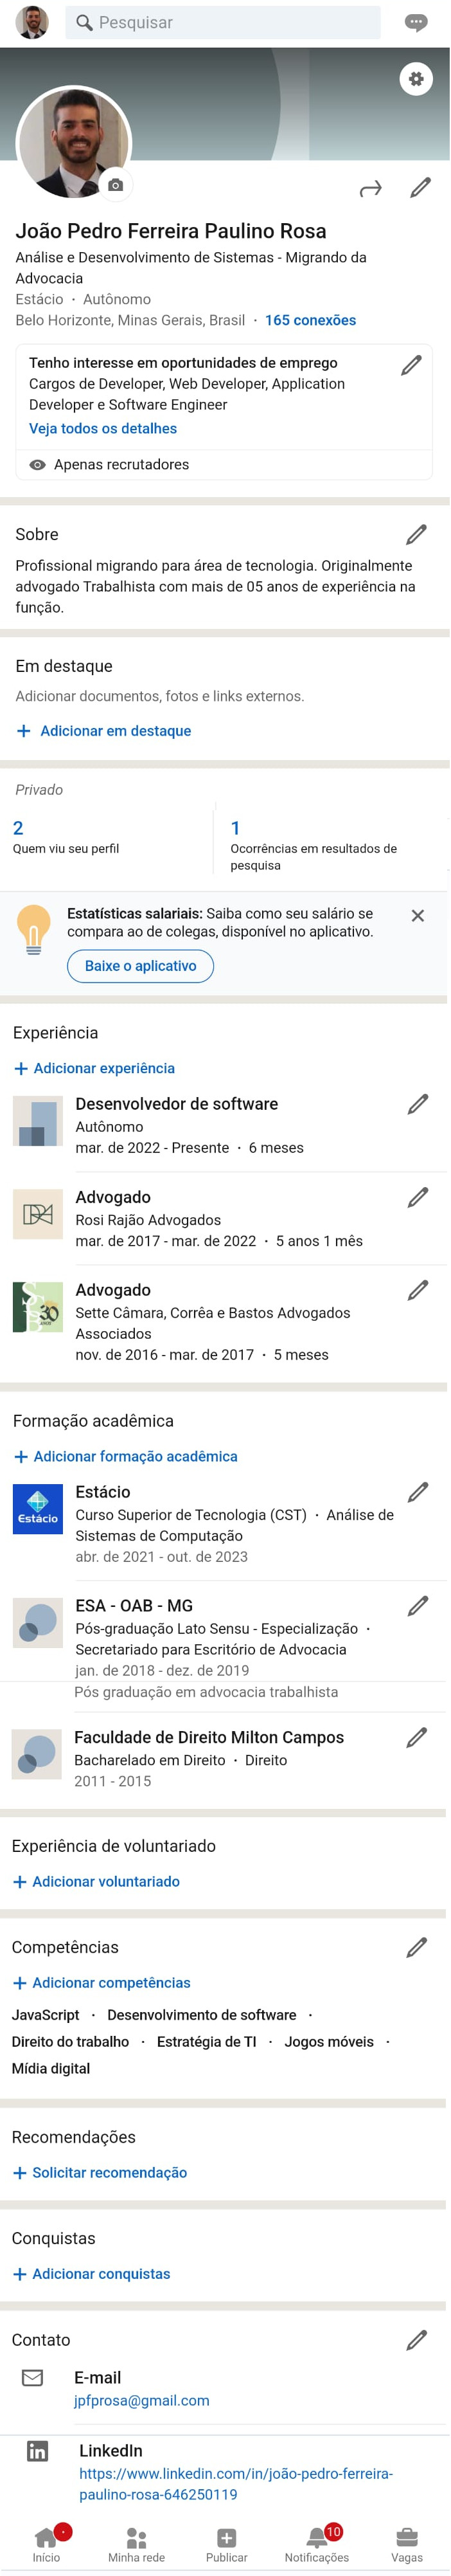 Pesquisar
João Pedro Ferreira Paulino Rosa
Análise e Desenvolvimento de Sistemas - Migrando da
Advocacia
Estácio · Autônomo
Belo Horizonte, Minas Gerais, Brasil · 165 conexões
Tenho interesse em oportunidades de emprego
Cargos de Developer, Web Developer, Application
Developer e Software Engineer
Veja todos os detalhes
Apenas recrutadores
Sobre
Profissional migrando para área de tecnologia. Originalmente
advogado Trabalhista com mais de 05 anos de experiência na
função.
Em destaque
Adicionar documentos, fotos e links externos.
+ Adicionar em destaque
Privado
2
Quem viu seu perfil
1
Ocorrências em resultados de
pesquisa
Estatísticas salariais: Saiba como seu salário se
compara ao de colegas, disponível no aplicativo.
Baixe o aplicativo
Experiência
+ Adicionar experiência
Desenvolvedor de software
Autônomo
mar. de 2022 - Presente · 6 meses
Advogado
Rosi Rajão Advogados
mar. de 2017 - mar. de 2022 · 5 anos 1 mês
30
Advogado
Sette Câmara, Corrêa e Bastos Advogados
Associados
nov. de 2016 - mar. de 2017 · 5 meses
Formação acadêmica
+ Adicionar formação acadêmica
Estácio
Estácio
Curso Superior de Tecnologia (CST) · Análise de
Sistemas de Computação
abr. de 2021 - out. de 2023
ESA - OAB - MG
Pós-graduação Lato Sensu - Especialização ·
Secretariado para Escritório de Advocacia
jan. de 2018 - dez. de 2019
Pós graduação em advocacia trabalhista
Faculdade de Direito Milton Campos
Bacharelado em Direito · Direito
2011 - 2015
Experiência de voluntariado
+ Adicionar voluntariado
Competências
+ Adicionar competências
JavaScript · Desenvolvimento de software ·
Direito do trabalho · Estratégia de TI · Jogos móveis ·
Mídia digital
Recomendações
+ Solicitar recomendação
Conquistas
+ Adicionar conquistas
Contato
E-mail
jpfprosa@gmail.com
in
LinkedIn
https://www.linkedin.com/in/joão-pedro-ferreira-
paulino-rosa-646250119
10
Início Minha rede Publicar Notificações Vagas